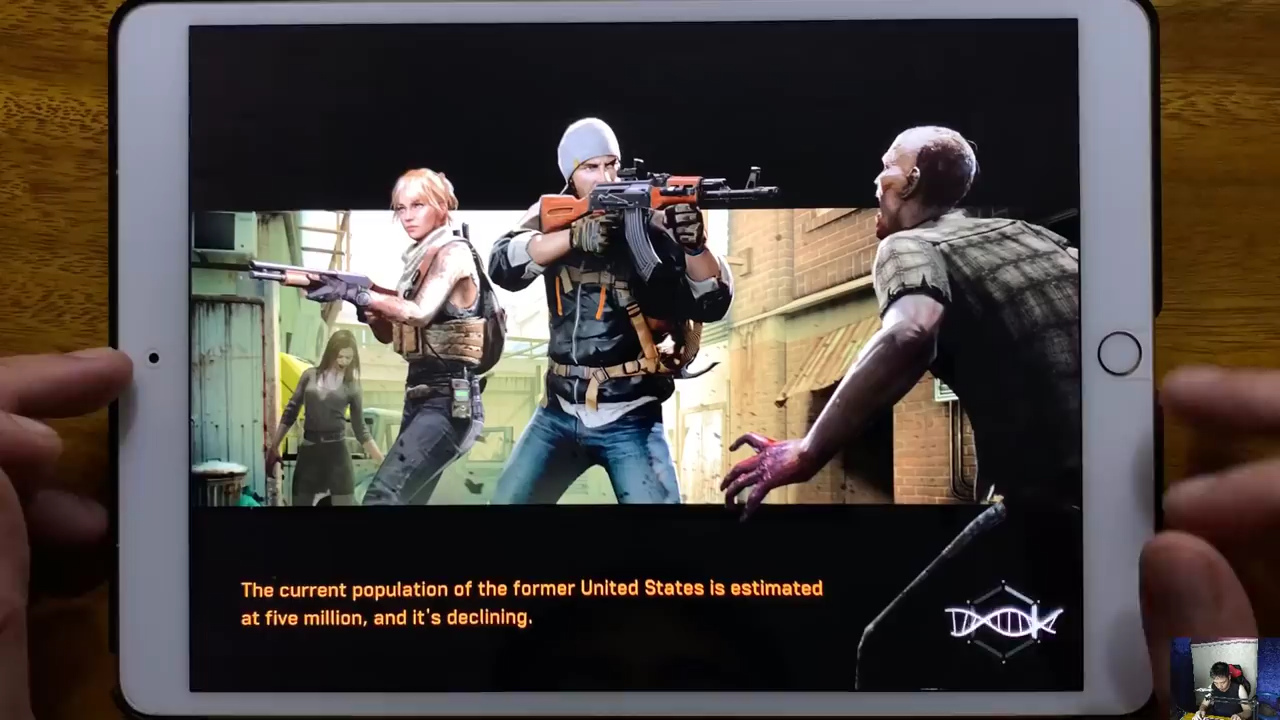 The current population of the former United States is estimated
at five million, and it's declining.